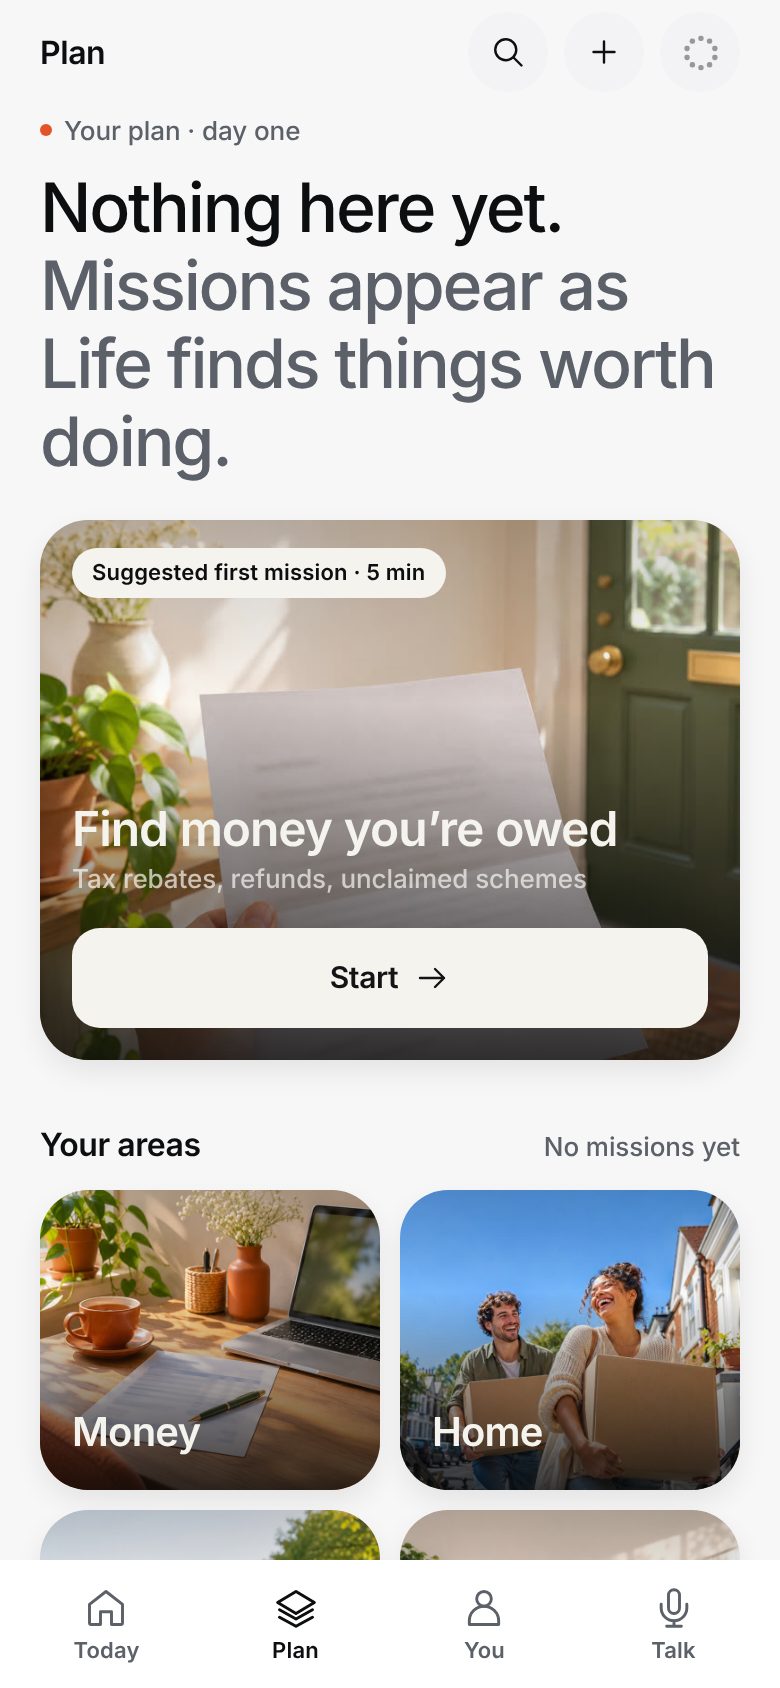 Plan
Your plan · day one
Nothing here yet.
Missions appear as
Life finds things worth
doing.
Suggested first mission · 5 min
Find money you’re owed
Tax rebates, refunds, unclaimed schemes
Start →
Your areas
No missions yet
Money
Home
Today
Plan
You
Talk